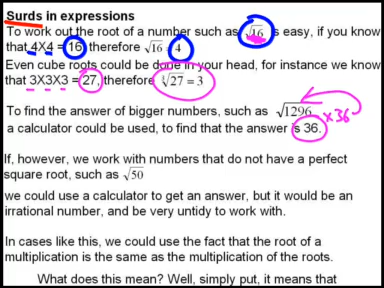 Surds in expressions
To work out the root of a number such as √16 is easy, if you know
that 4X4 = 16, therefore √16 = 4
Even cube roots could be done in your head, for instance we know
that 3X3X3 = 27, therefore ∛27 = 3
To find the answer of bigger numbers, such as √1296
×36
a calculator could be used, to find that the answer is 36.
If, however, we work with numbers that do not have a perfect
square root, such as √50
we could use a calculator to get an answer, but it would be an
irrational number, and be very untidy to work with.
In cases like this, we could use the fact that the root of a
multiplication is the same as the multiplication of the roots.
What does this mean? Well, simply put, it means that